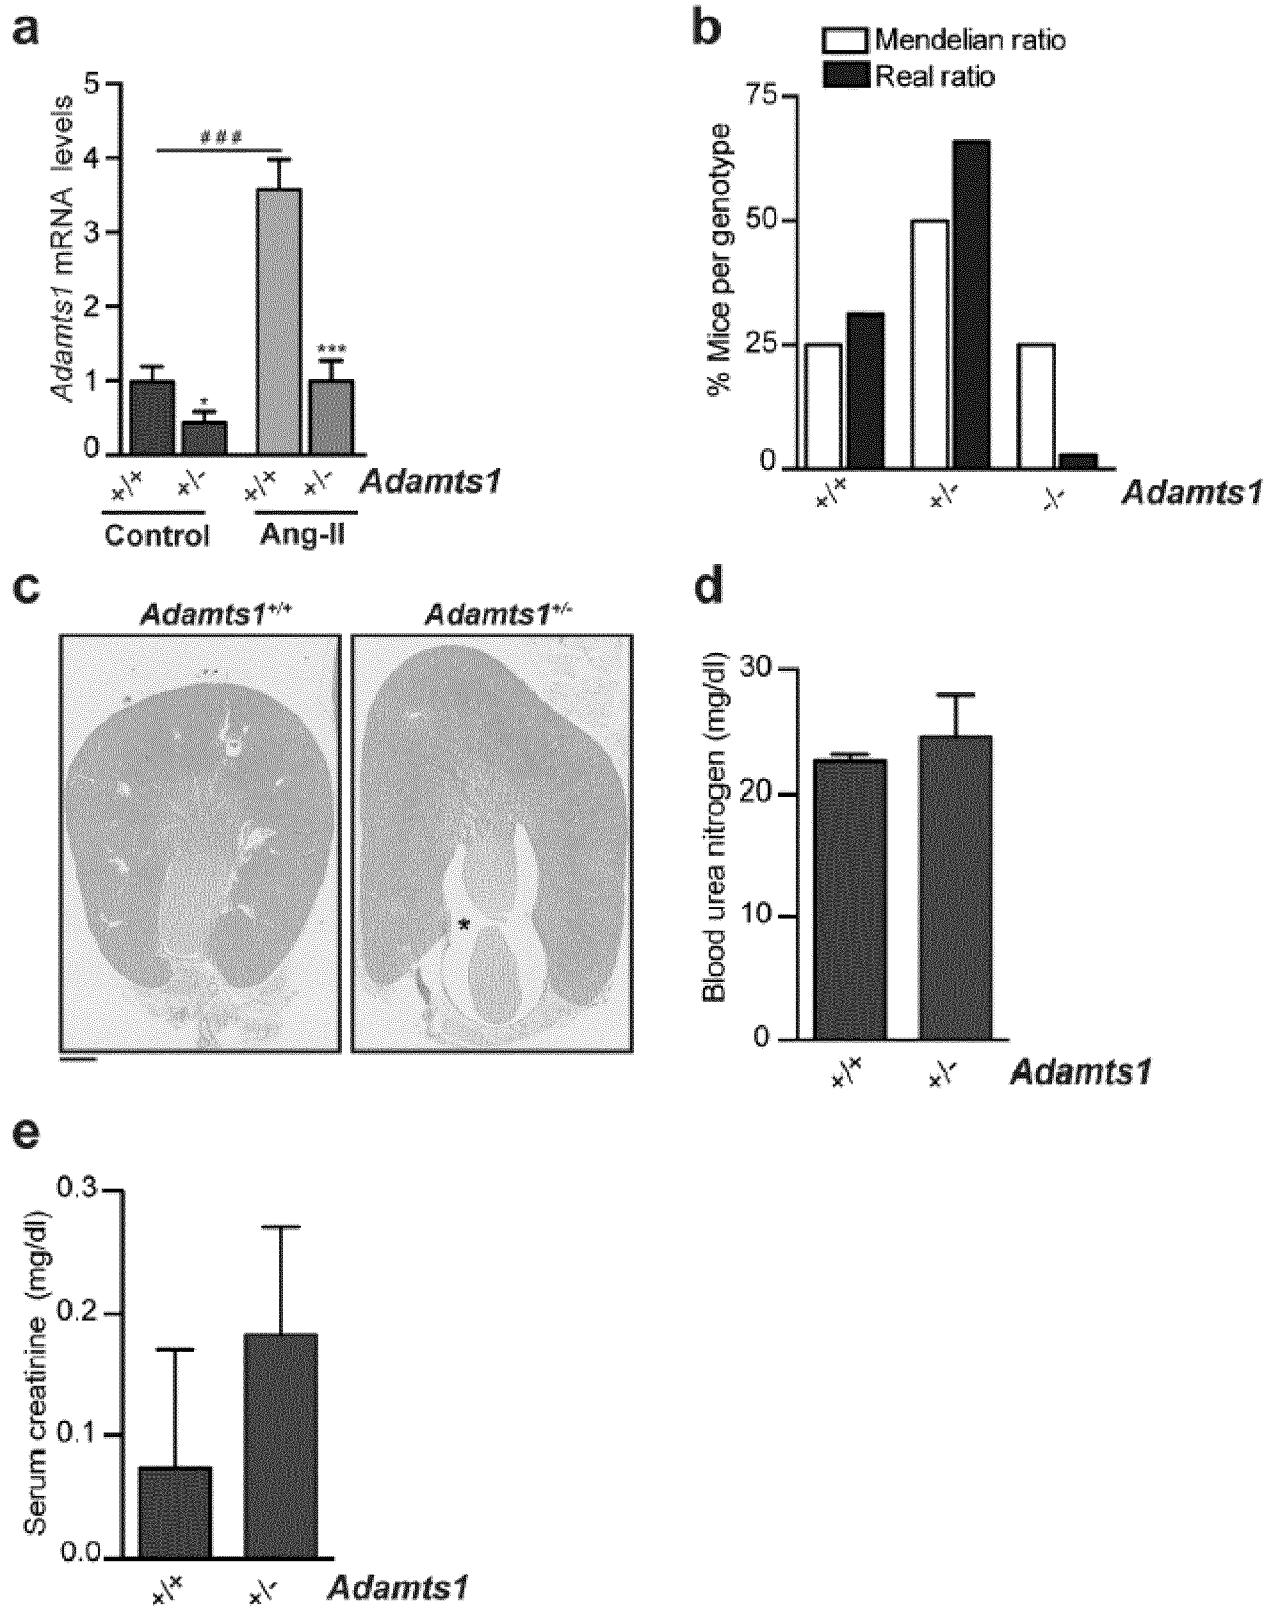 a
Adamts1 mRNA levels
5
4
3
2
1
0
###
*
***
+/+
+/-
+/+
+/-
Adamts1
Control
Ang-II
b
Mendelian ratio
Real ratio
% Mice per genotype
75
50
25
0
+/+
+/-
-/-
Adamts1
c
Adamts1+/+
Adamts1+/-
*
d
Blood urea nitrogen (mg/dl)
30
20
10
0
+/+
+/-
Adamts1
e
Serum creatinine (mg/dl)
0.3
0.2
0.1
0.0
+/+
+/-
Adamts1